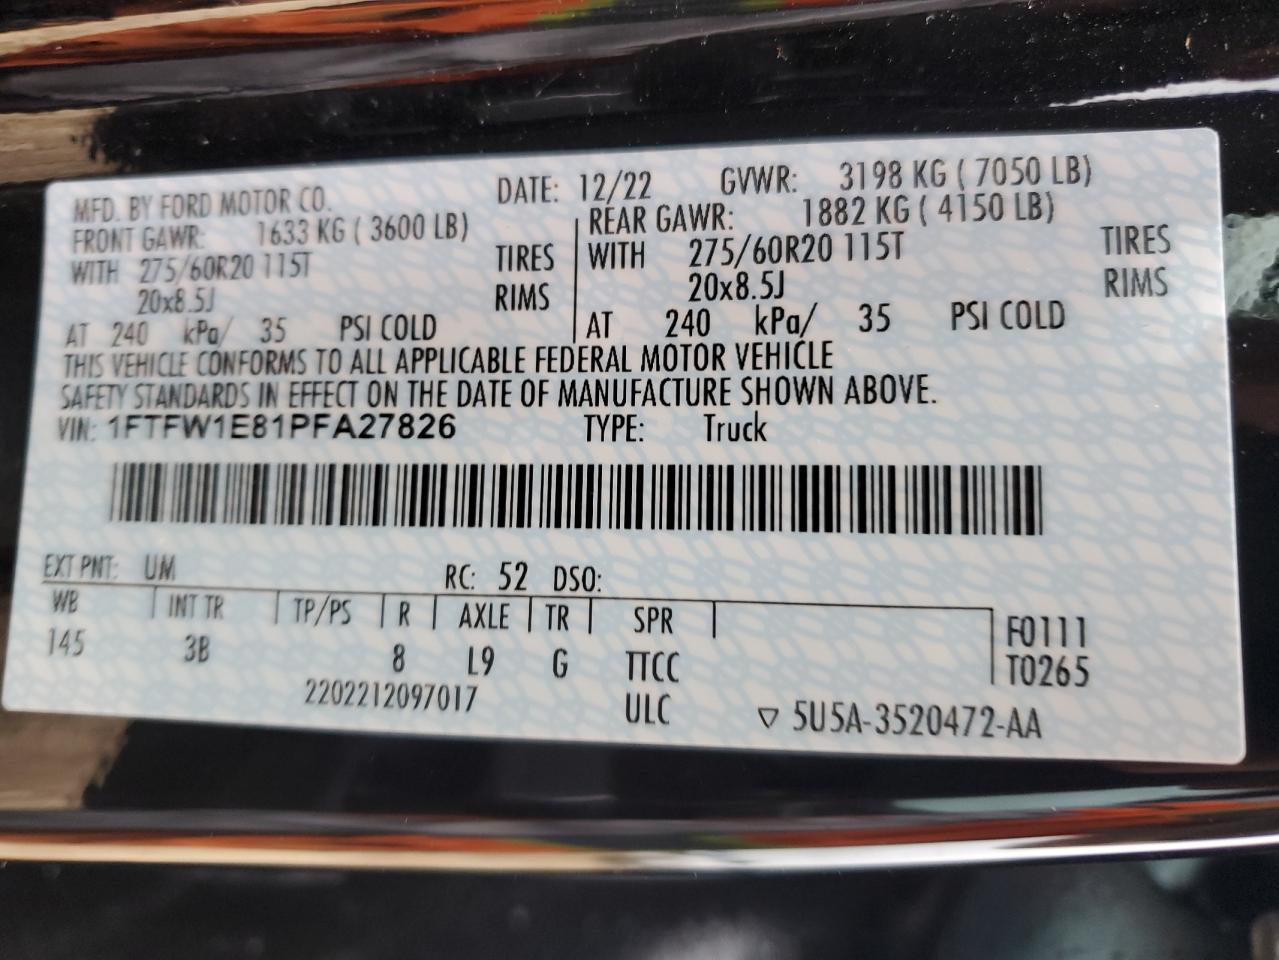 MFD. BY FORD MOTOR CO. DATE: 12/22 GVWR: 3198 KG ( 7050 LB)
FRONT GAWR: 1633 KG ( 3600 LB) REAR GAWR: 1882 KG ( 4150 LB)
WITH 275/60R20 115T TIRES WITH 275/60R20 115T TIRES
20x8.5J RIMS 20x8.5J RIMS
AT 240 kPa/ 35 PSI COLD AT 240 kPa/ 35 PSI COLD
THIS VEHICLE CONFORMS TO ALL APPLICABLE FEDERAL MOTOR VEHICLE
SAFETY STANDARDS IN EFFECT ON THE DATE OF MANUFACTURE SHOWN ABOVE.
VIN: 1FTFW1E81PFA27826 TYPE: Truck
EXT PNT: UM RC: 52 DSO:
WB INT TR TP/PS R AXLE TR SPR F0111
145 3B 8 L9 G TTCC T0265
2202212097017 ULC ▽ 5U5A-3520472-AA